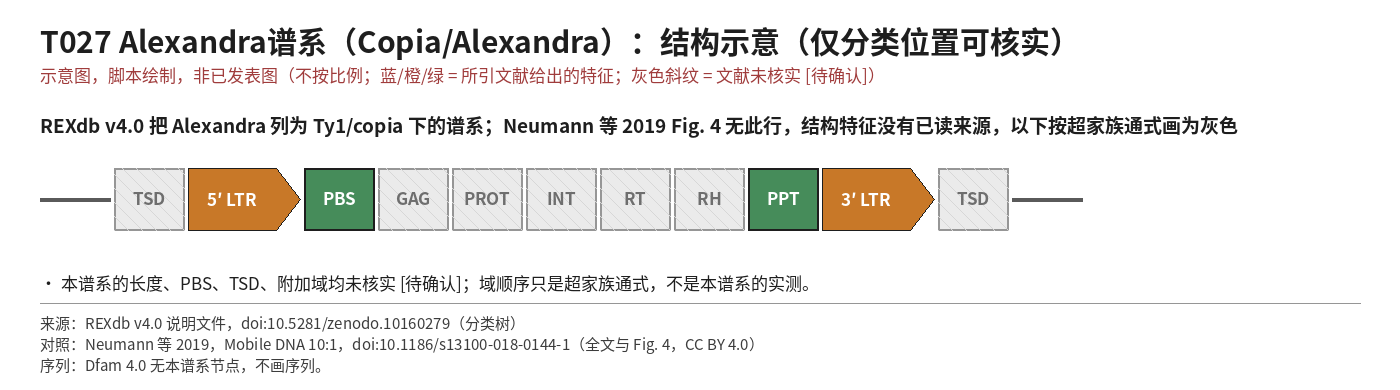 T027 Alexandra谱系（Copia/Alexandra）：结构示意（仅分类位置可核实）
示意图，脚本绘制，非已发表图（不按比例；蓝/橙/绿 = 所引文献给出的特征；灰色斜纹 = 文献未核实 [待确认]）
REXdb v4.0 把 Alexandra 列为 Ty1/copia 下的谱系；Neumann 等 2019 Fig. 4 无此行，结构特征没有已读来源，以下按超家族通式画为灰色
TSD 5′ LTR PBS GAG PROT INT RT RH PPT 3′ LTR TSD
· 本谱系的长度、PBS、TSD、附加域均未核实 [待确认]；域顺序只是超家族通式，不是本谱系的实测。
来源：REXdb v4.0 说明文件，doi:10.5281/zenodo.10160279（分类树）
对照：Neumann 等 2019，Mobile DNA 10:1，doi:10.1186/s13100-018-0144-1（全文与 Fig. 4，CC BY 4.0）
序列：Dfam 4.0 无本谱系节点，不画序列。